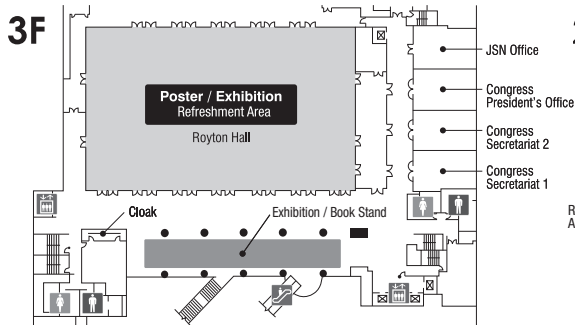 3F
Poster / Exhibition
Refreshment Area
Royton Hall
JSN Office
Congress
President's Office
Congress
Secretariat 2
Congress
Secretariat 1
Cloak
Exhibition / Book Stand